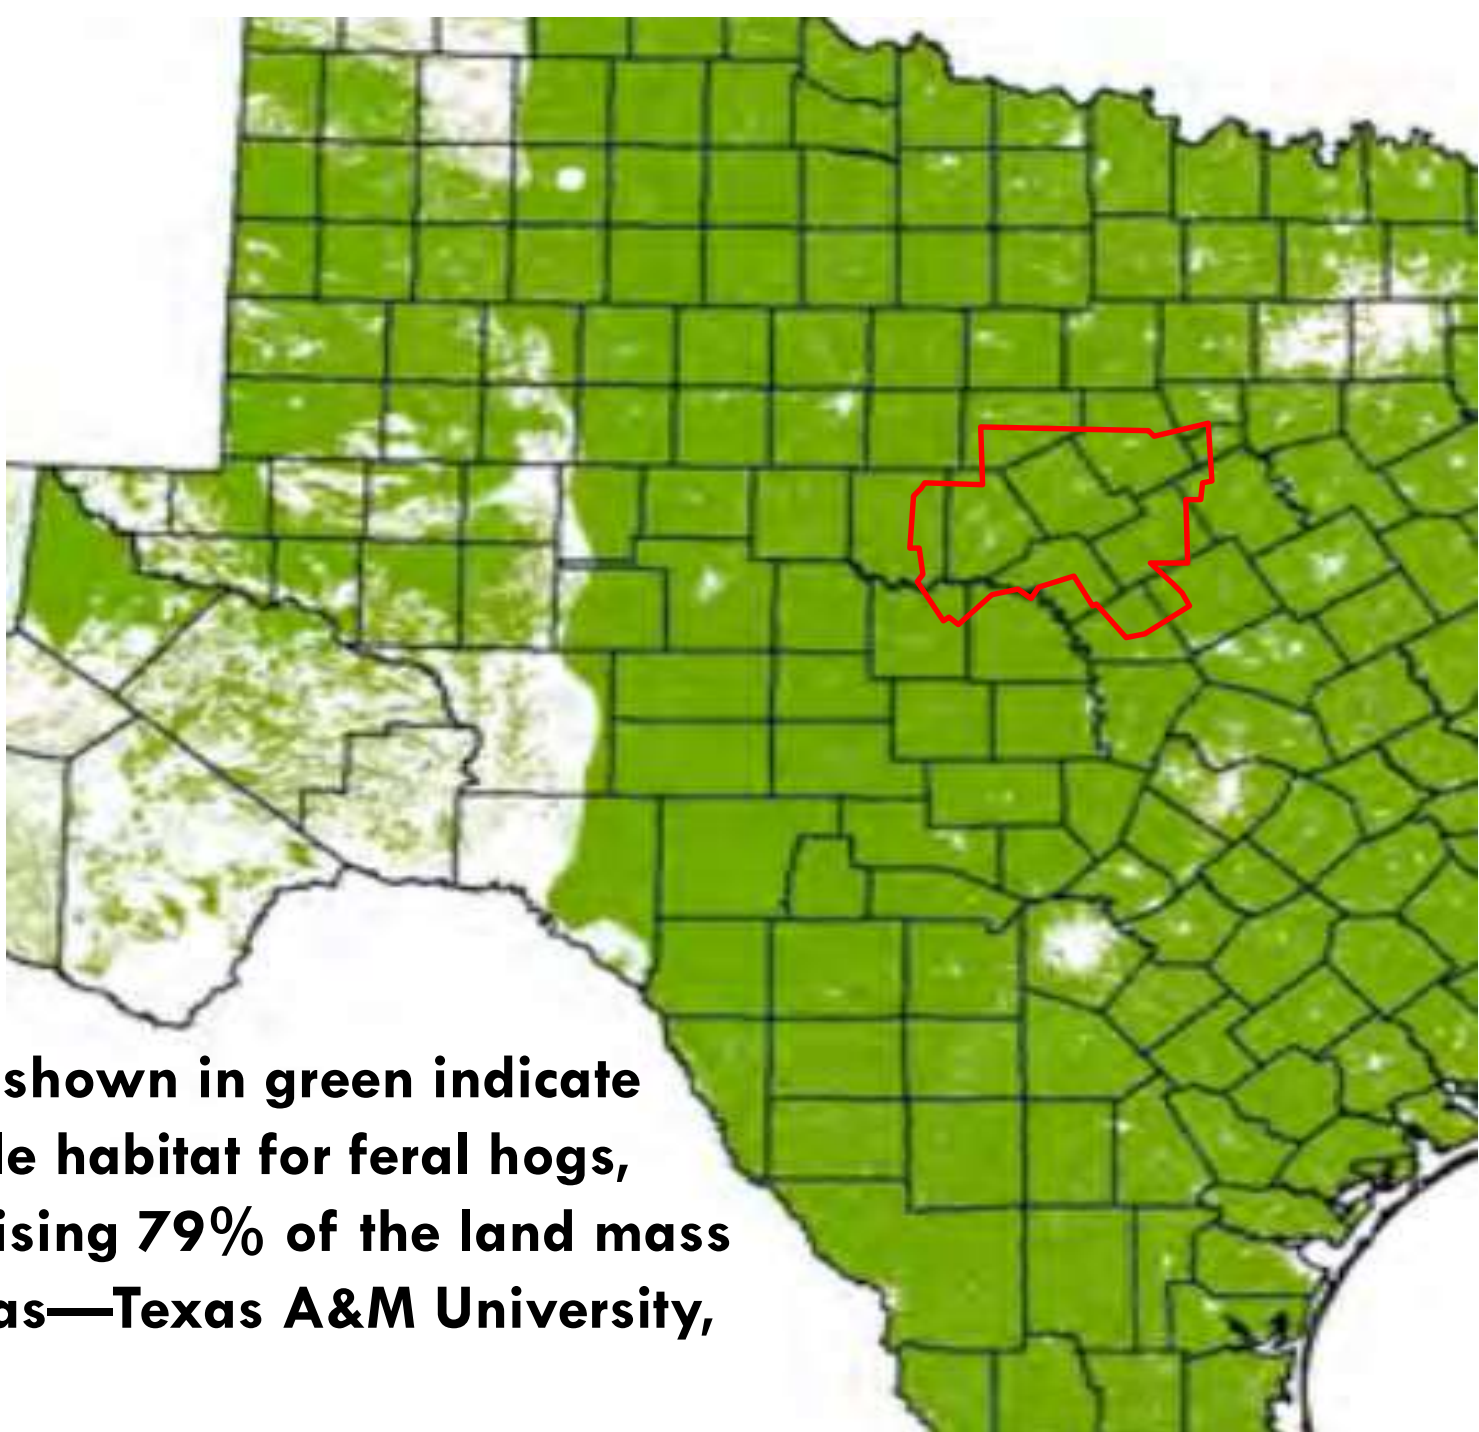 shown in green indicate
le habitat for feral hogs,
ising 79% of the land mass
as—Texas A&M University,